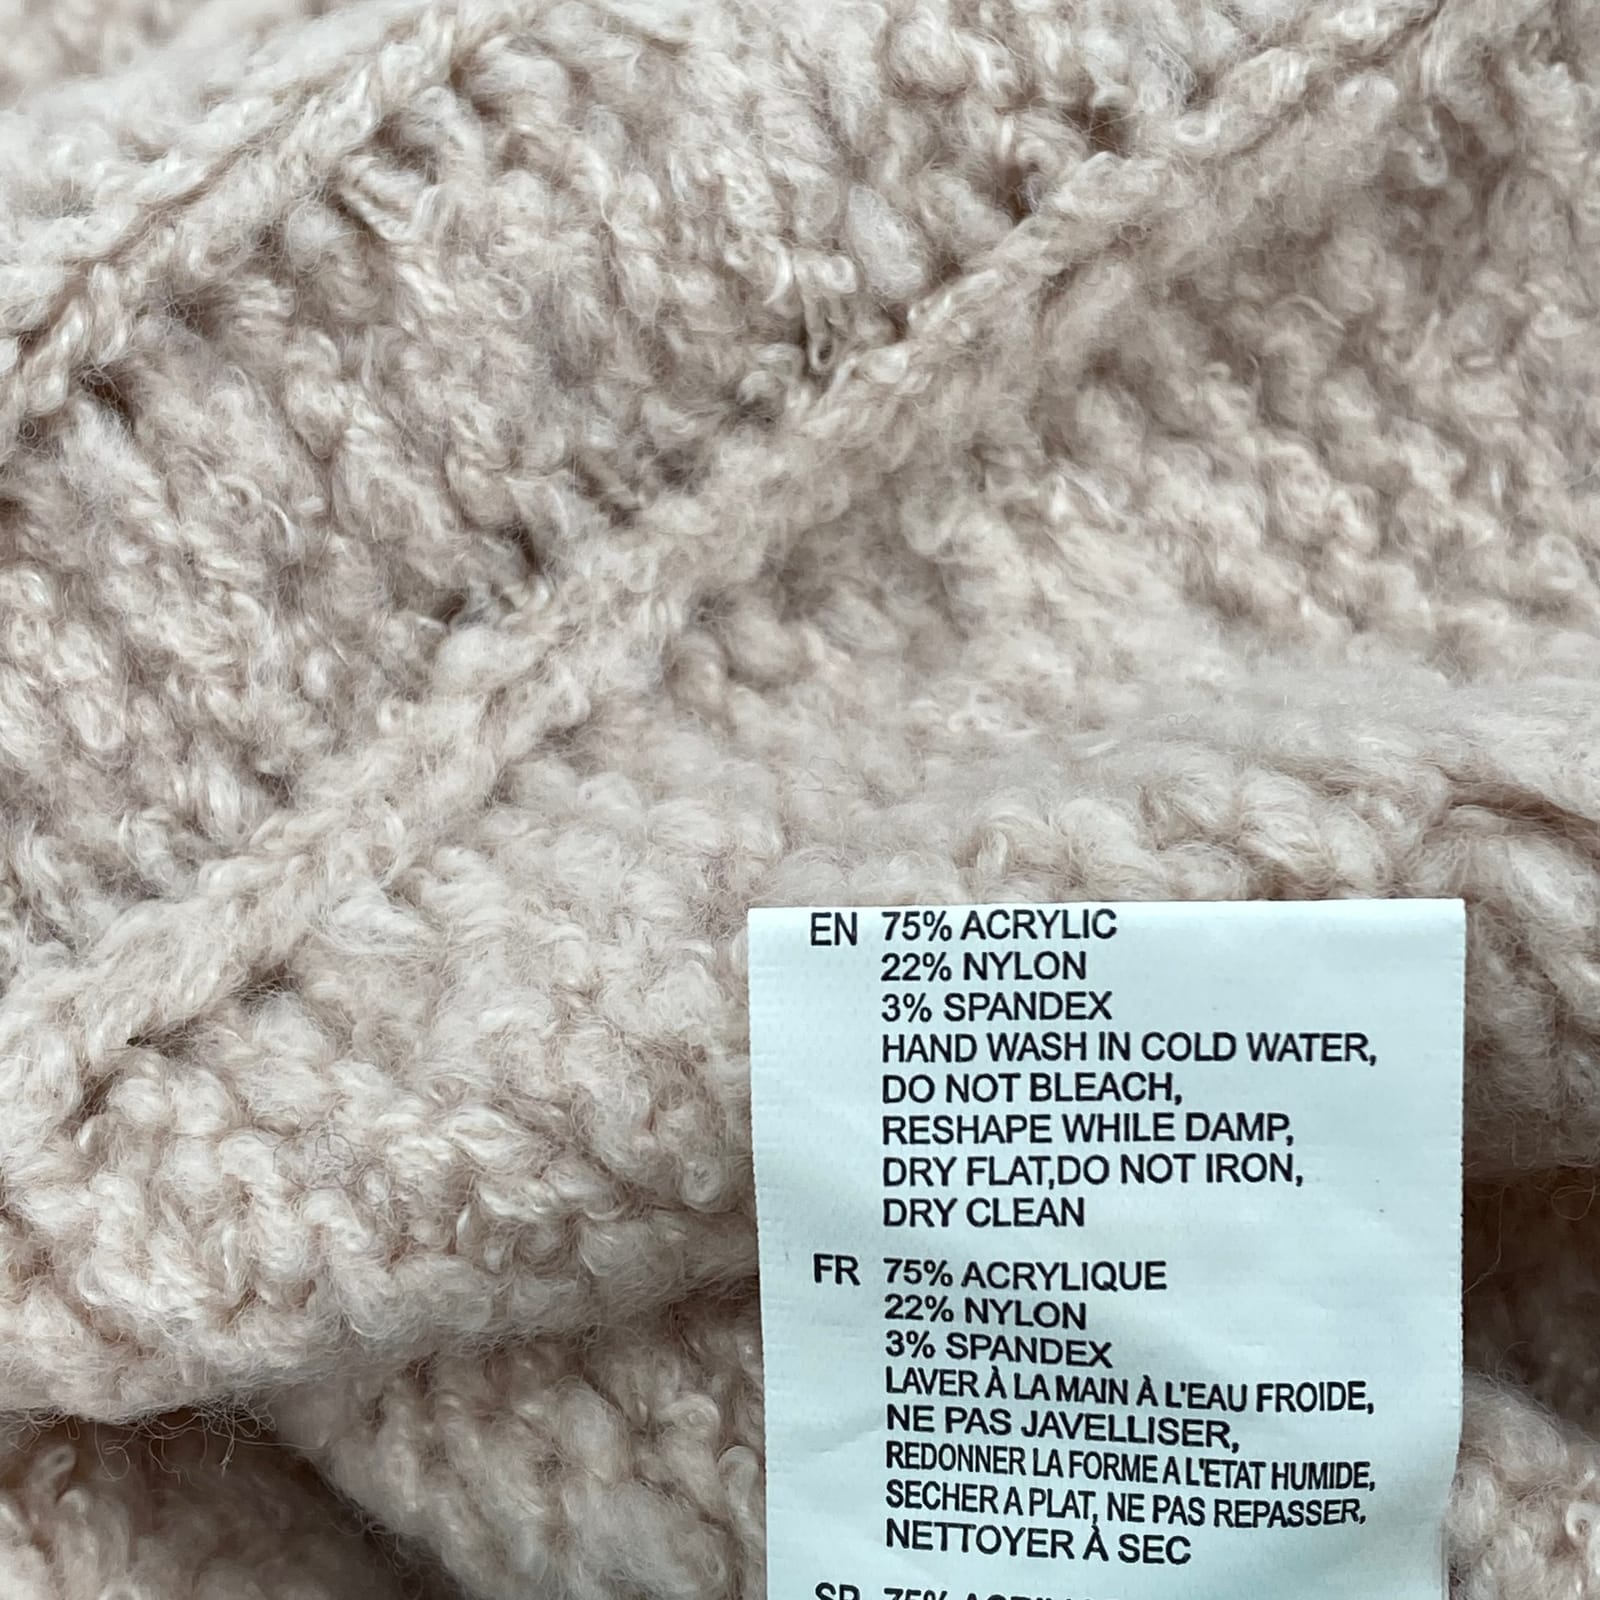 EN 75% ACRYLIC
22% NYLON
3% SPANDEX
HAND WASH IN COLD WATER,
DO NOT BLEACH,
RESHAPE WHILE DAMP,
DRY FLAT,DO NOT IRON,
DRY CLEAN
FR 75% ACRYLIQUE
22% NYLON
3% SPANDEX
LAVER À LA MAIN À L'EAU FROIDE,
NE PAS JAVELLISER,
REDONNER LA FORME A L'ETAT HUMIDE,
SECHER A PLAT, NE PAS REPASSER,
NETTOYER À SEC
SP 75%